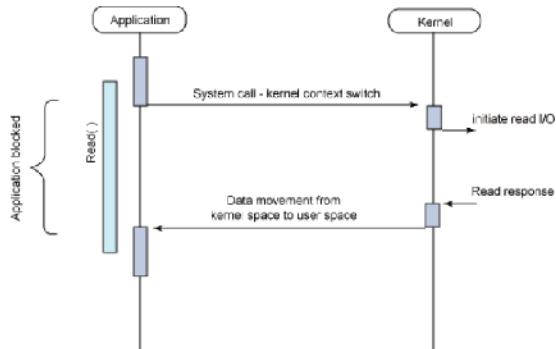 Application
Kernel
System call - kernel context switch
initiate read I/O
Application blocked
Read( )
Read response
Data movement from
kernel space to user space